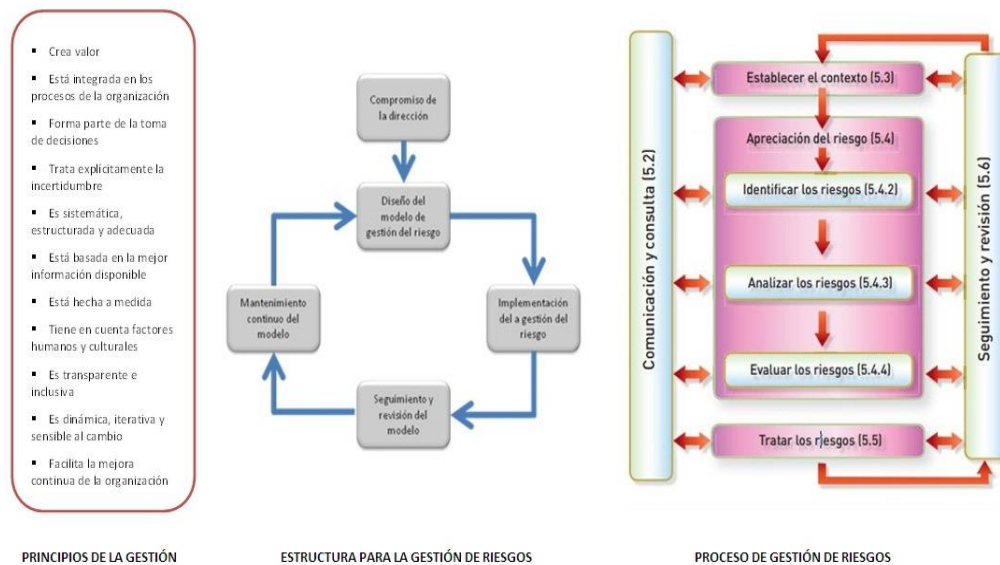 ▪ Crea valor
▪ Está integrada en los
procesos de la organización
▪ Forma parte de la toma
de decisiones
▪ Trata explícitamente la
incertidumbre
▪ Es sistemática,
estructurada y adecuada
▪ Está basada en la mejor
información disponible
▪ Está hecha a medida
▪ Tiene en cuenta factores
humanos y culturales
▪ Es transparente e
inclusiva
▪ Es dinámica, iterativa y
sensible al cambio
▪ Facilita la mejora
continua de la organización
PRINCIPIOS DE LA GESTIÓN
Compromiso de
la dirección
Diseño del
modelo de
gestión del riesgo
Implementación
del a gestión del
riesgo
Seguimiento y
revisión del
modelo
Mantenimiento
continuo del
modelo
ESTRUCTURA PARA LA GESTIÓN DE RIESGOS
Comunicación y consulta (5.2)
Establecer el contexto (5.3)
Apreciación del riesgo (5.4)
Identificar los riesgos (5.4.2)
Analizar los riesgos (5.4.3)
Evaluar los riesgos (5.4.4)
Tratar los riesgos (5.5)
Seguimiento y revisión (5.6)
PROCESO DE GESTIÓN DE RIESGOS